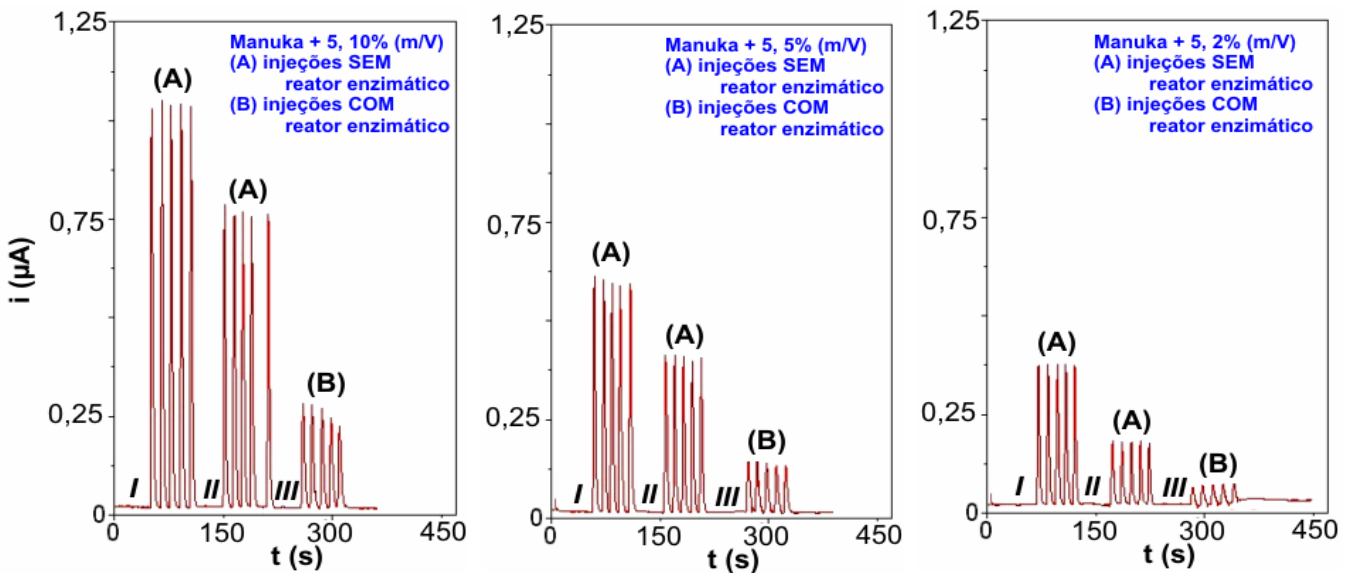 1,25
Manuka + 5, 10% (m/V)
(A) injeções SEM
reator enzimático
(B) injeções COM
reator enzimático
(A)
(A)
0,75
i (µA)
(B)
0,25
I
II
III
0
0
150
300
450
t (s)
1,25
Manuka + 5, 5% (m/V)
(A) injeções SEM
reator enzimático
(B) injeções COM
reator enzimático
0,75
(A)
(A)
(B)
0,25
I
II
III
0
0
150
300
450
t (s)
1,25
Manuka + 5, 2% (m/V)
(A) injeções SEM
reator enzimático
(B) injeções COM
reator enzimático
0,75
(A)
0,25
(A)
(B)
I
II
III
0
0
150
300
450
t (s)